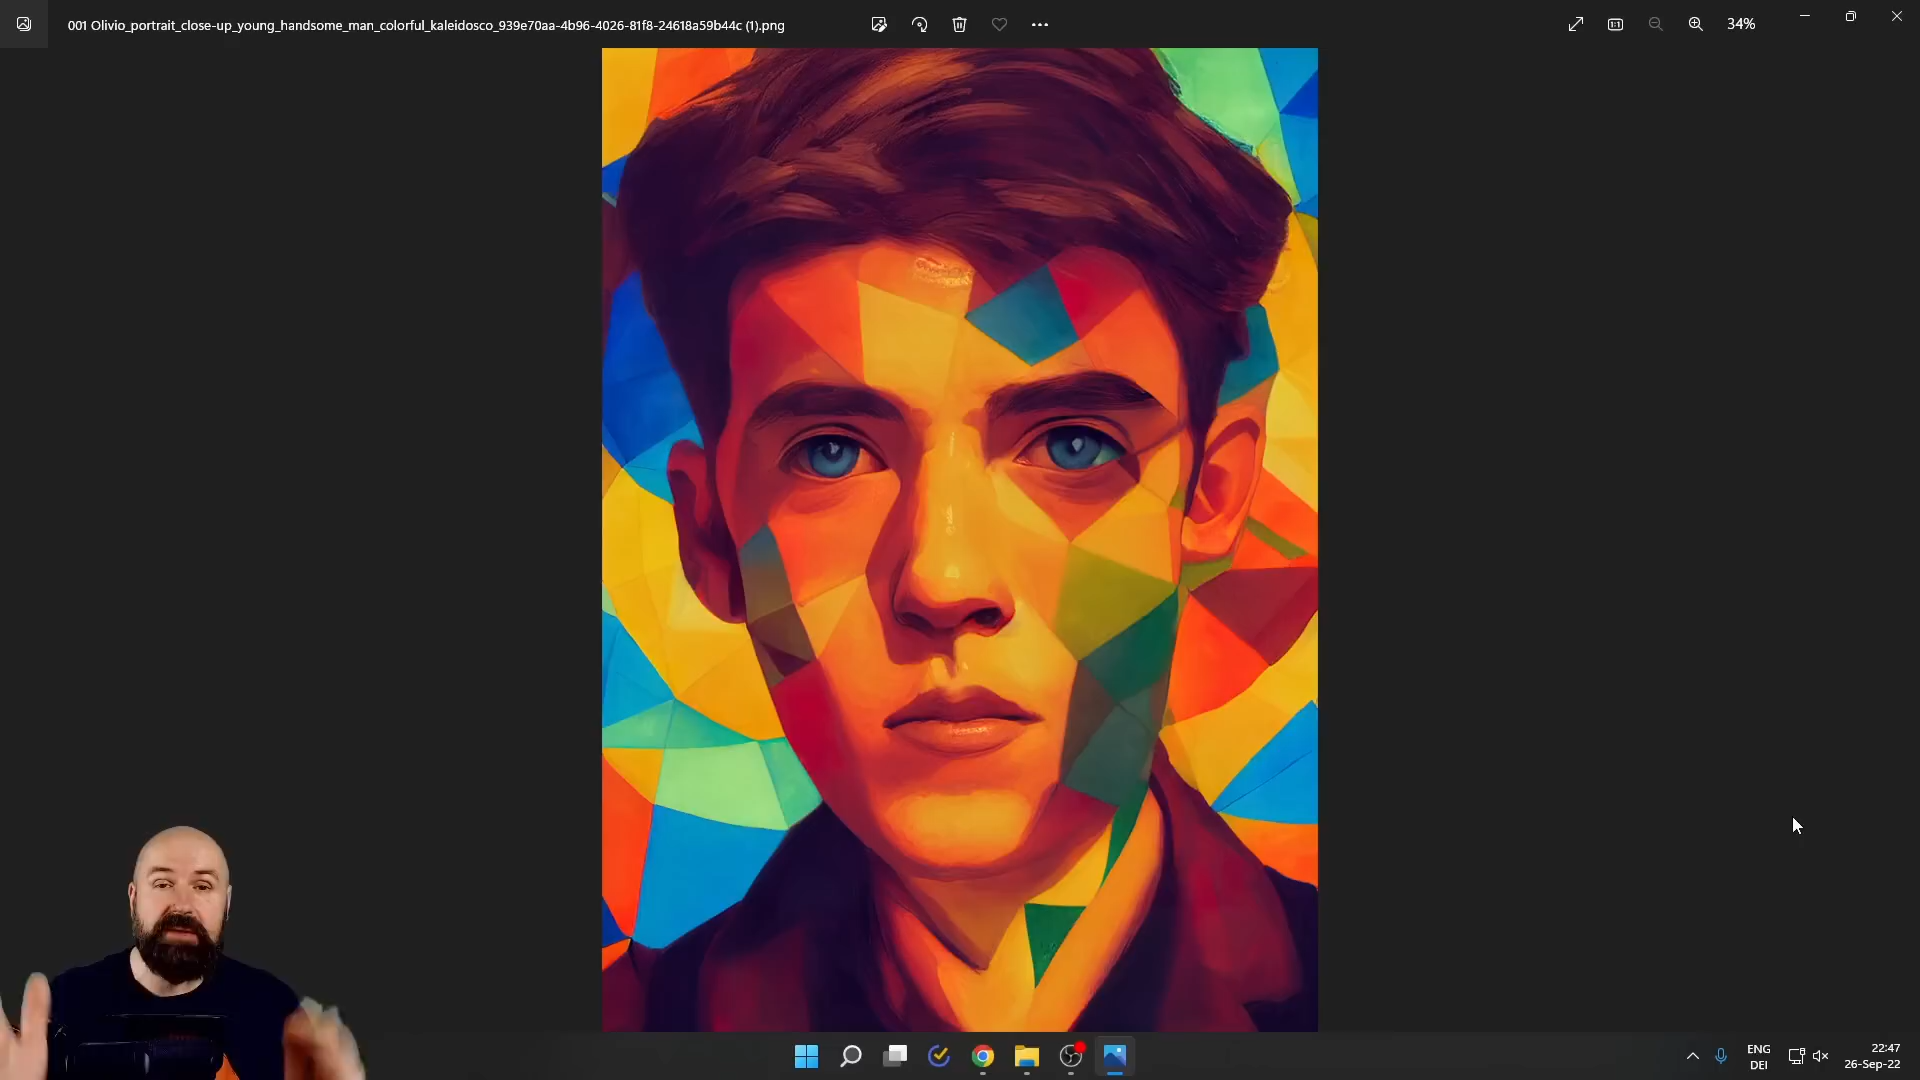 001 Olivio_portrait_close-up_young_handsome_man_colorful_kaleidosco_939e70aa-4b96-4026-81f8-24618a59b44c (1).png
34%
ENG
DEI
22:47
26-Sep-22